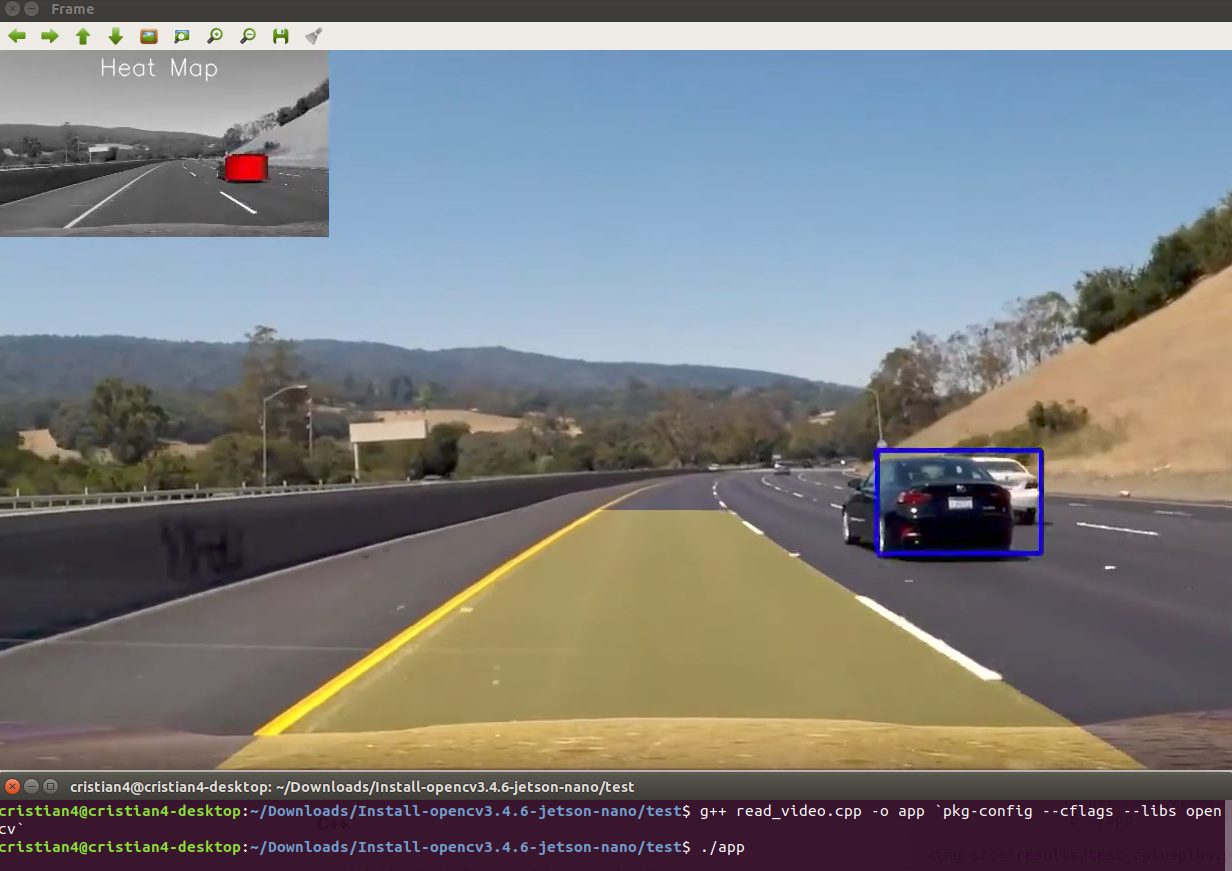 Frame
Heat Map
cristian4@cristian4-desktop: ~/Downloads/Install-opencv3.4.6-jetson-nano/test
cristian4@cristian4-desktop:~/Downloads/Install-opencv3.4.6-jetson-nano/test$ g++ read_video.cpp -o app `pkg-config --cflags --libs open
cv`
cristian4@cristian4-desktop:~/Downloads/Install-opencv3.4.6-jetson-nano/test$ ./app